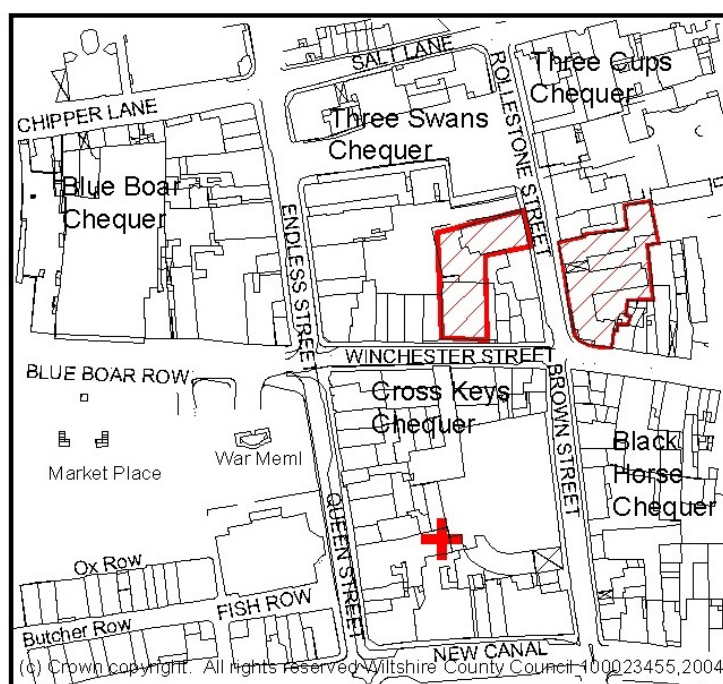 SALT LANE
ROLLESTONE STREET
Three Cups
Chequer
CHIPPER LANE
Three Swans
Chequer
Blue Boar
Chequer
ENDLESS STREET
WINCHESTER STREET
BLUE BOAR ROW
Cross Keys
Chequer
BROWN STREET
Black
Horse
Chequer
Market Place
War Meml
QUEEN STREET
Ox Row
FISH ROW
Butcher Row
NEW CANAL
(c) Crown copyright. All rights reserved Wiltshire County Council 100023455,2004